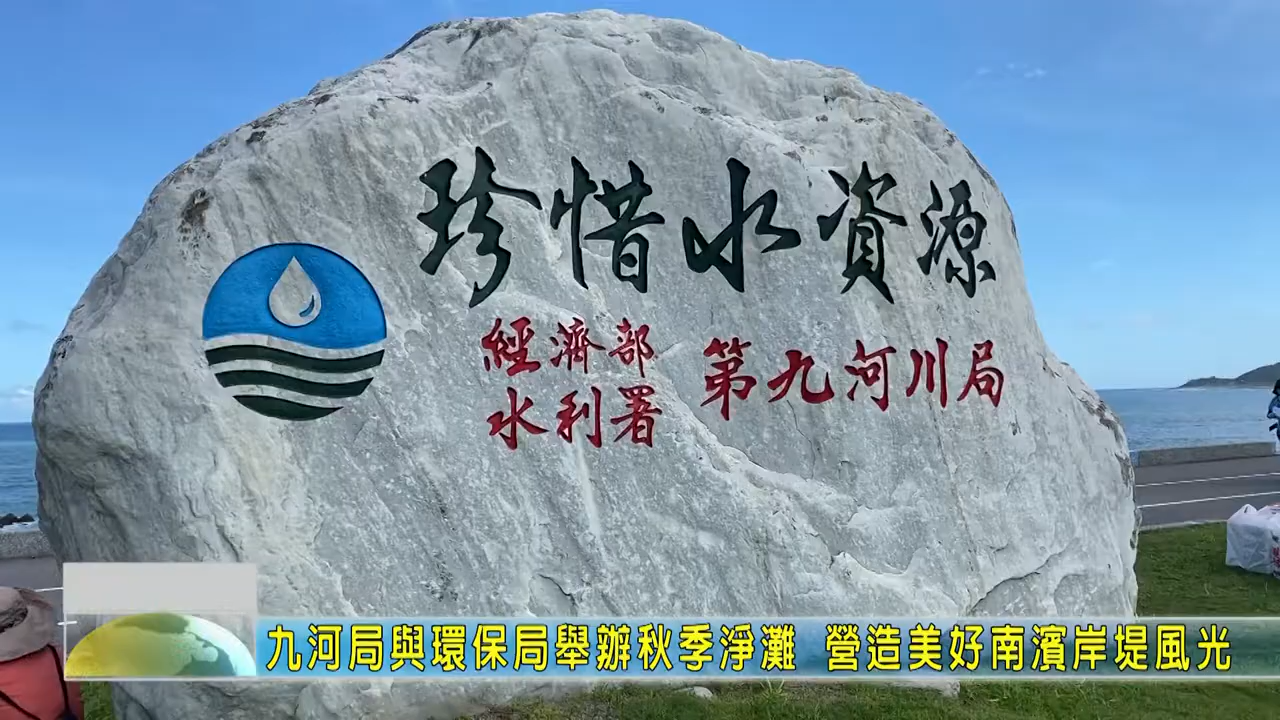 珍惜水資源
經濟部
水利署
第九河川局
九河局與環保局舉辦秋季淨灘 營造美好南濱岸堤風光